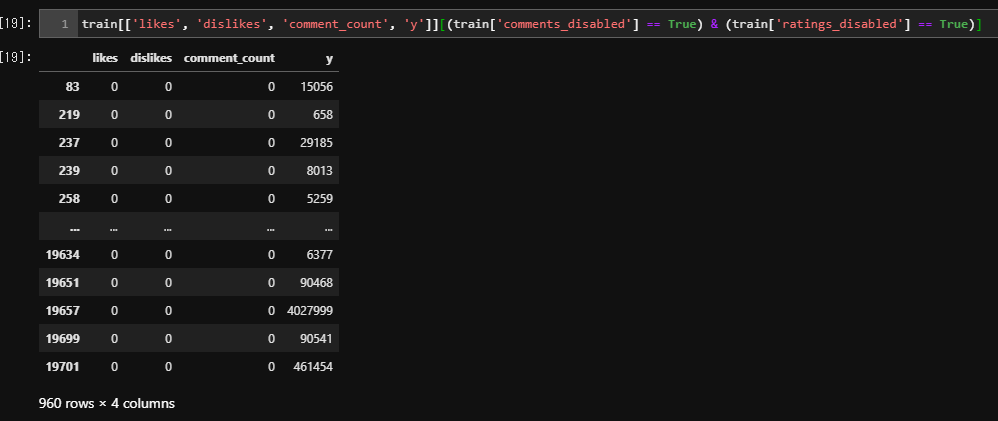 [19]: 1 train[['likes', 'dislikes', 'comment_count', 'y']][(train['comments_disabled'] == True) & (train['ratings_disabled'] == True)]
[19]: likes dislikes comment_count y
83 0 0 0 15056
219 0 0 0 658
237 0 0 0 29185
239 0 0 0 8013
258 0 0 0 5259
... ... ... ... ...
19634 0 0 0 6377
19651 0 0 0 90468
19657 0 0 0 4027999
19699 0 0 0 90541
19701 0 0 0 461454
960 rows × 4 columns